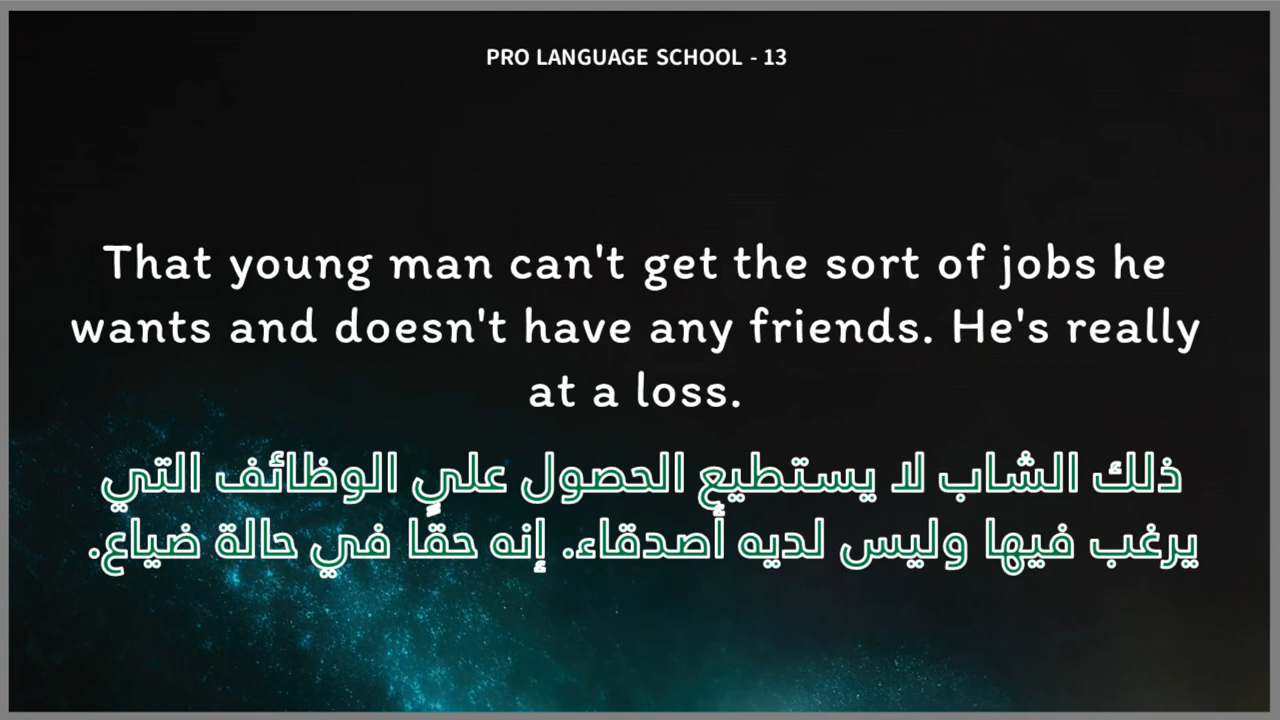 PRO LANGUAGE SCHOOL - 13
That young man can't get the sort of jobs he
wants and doesn't have any friends. He's really
at a loss.
ذلك الشاب لا يستطيع الحصول علي الوظائف التي
يرغب فيها وليس لديه أصدقاء. إنه حقًا في حالة ضياع.